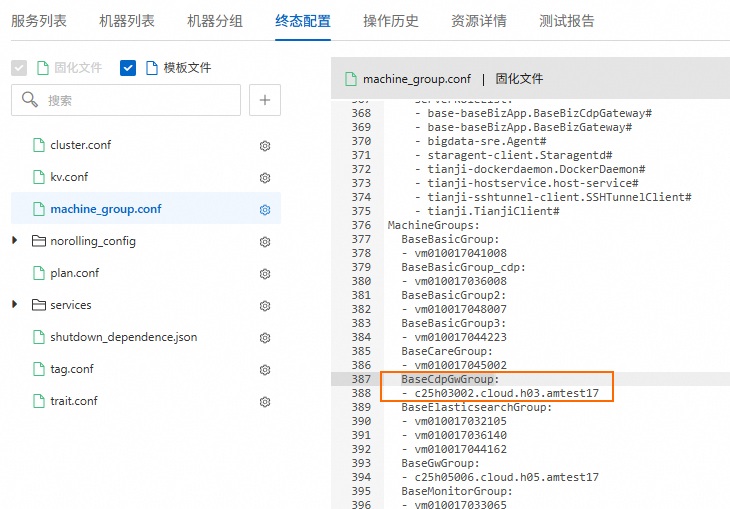 服务列表 机器列表 机器分组 终态配置 操作历史 资源详情 测试报告
固化文件 模板文件
搜索
cluster.conf
kv.conf
machine_group.conf
norolling_config
plan.conf
services
shutdown_dependence.json
tag.conf
trait.conf
machine_group.conf | 固化文件
367 ServerRoleList:
368 - base-baseBizApp.BaseBizCdpGateway#
369 - base-baseBizApp.BaseBizGateway#
370 - bigdata-sre.Agent#
371 - staragent-client.Staragentd#
372 - tianji-dockerdaemon.DockerDaemon#
373 - tianji-hostservice.host-service#
374 - tianji-sshtunnel-client.SSHTunnelClient#
375 - tianji.TianjiClient#
376 MachineGroups:
377 BaseBasicGroup:
378 - vm010017041008
379 BaseBasicGroup_cdp:
380 - vm010017036008
381 BaseBasicGroup2:
382 - vm010017048007
383 BaseBasicGroup3:
384 - vm010017044223
385 BaseCareGroup:
386 - vm010017045002
387 BaseCdpGwGroup:
388 - c25h03002.cloud.h03.amtest17
389 BaseElasticsearchGroup:
390 - vm010017032105
391 - vm010017036140
392 - vm010017044162
393 BaseGwGroup:
394 - c25h05006.cloud.h05.amtest17
395 BaseMonitorGroup:
396 - vm010017033065